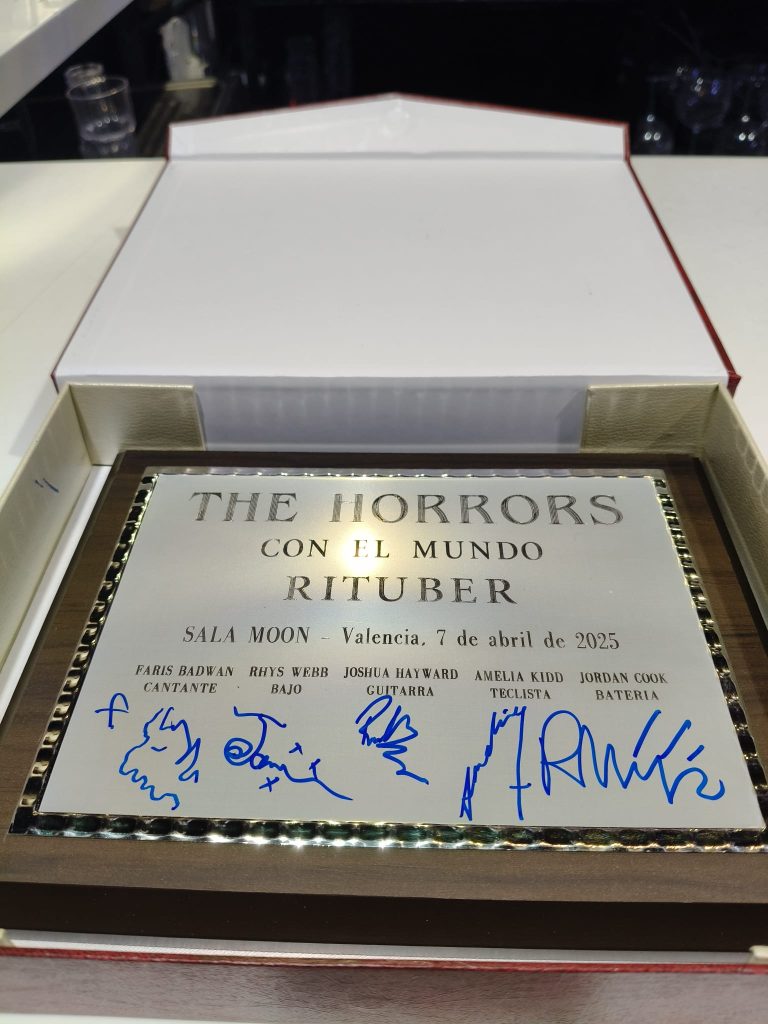 THE HORRORS
CON EL MUNDO
RITUBER
SALA MOON - Valencia, 7 de abril de 2025
FARIS BADWAN RHYS WEBB JOSHUA HAYWARD AMELIA KIDD JORDAN COOK
CANTANTE BAJO GUITARRA TECLISTA BATERIA